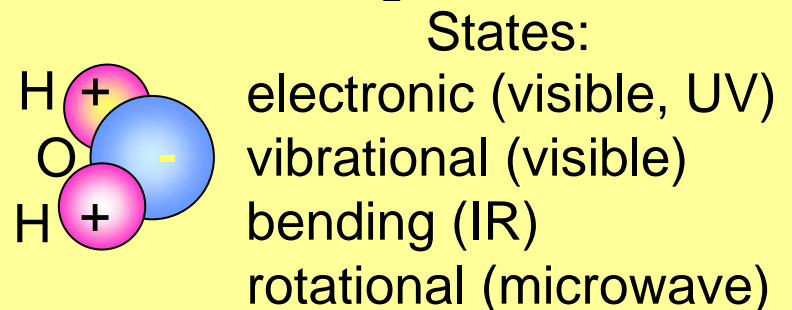 States:
H + electronic (visible, UV)
O - vibrational (visible)
H + bending (IR)
rotational (microwave)